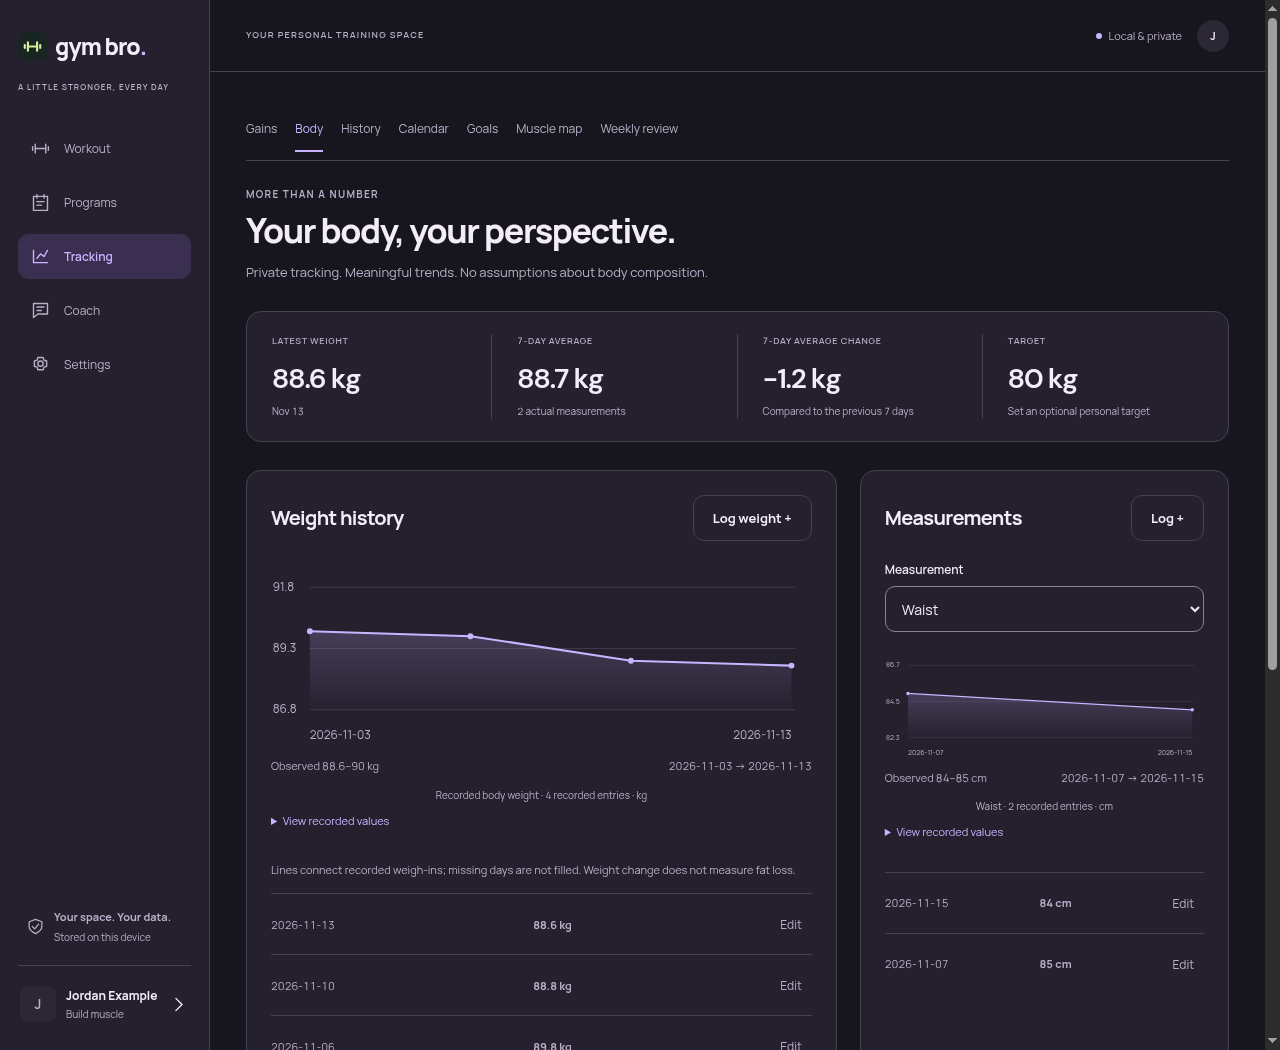 gym bro.
A LITTLE STRONGER, EVERY DAY
Workout
Programs
Tracking
Coach
Settings
Your space. Your data.
Stored on this device
J
Jordan Example
Build muscle
YOUR PERSONAL TRAINING SPACE
Local & private
J
Gains Body History Calendar Goals Muscle map Weekly review
MORE THAN A NUMBER
Your body, your perspective.
Private tracking. Meaningful trends. No assumptions about body composition.
LATEST WEIGHT
88.6 kg
Nov 13
7-DAY AVERAGE
88.7 kg
2 actual measurements
7-DAY AVERAGE CHANGE
−1.2 kg
Compared to the previous 7 days
TARGET
80 kg
Set an optional personal target
Weight history
Log weight +
91.8
89.3
86.8
2026-11-03 2026-11-13
Observed 88.6–90 kg 2026-11-03 → 2026-11-13
Recorded body weight · 4 recorded entries · kg
▶ View recorded values
Lines connect recorded weigh-ins; missing days are not filled. Weight change does not measure fat loss.
2026-11-13 88.6 kg Edit
2026-11-10 88.8 kg Edit
2026-11-06 89.8 kg Edit
Measurements
Log +
Measurement
Waist
86.7
84.5
82.3
2026-11-07 2026-11-15
Observed 84–85 cm 2026-11-07 → 2026-11-15
Waist · 2 recorded entries · cm
▶ View recorded values
2026-11-15 84 cm Edit
2026-11-07 85 cm Edit